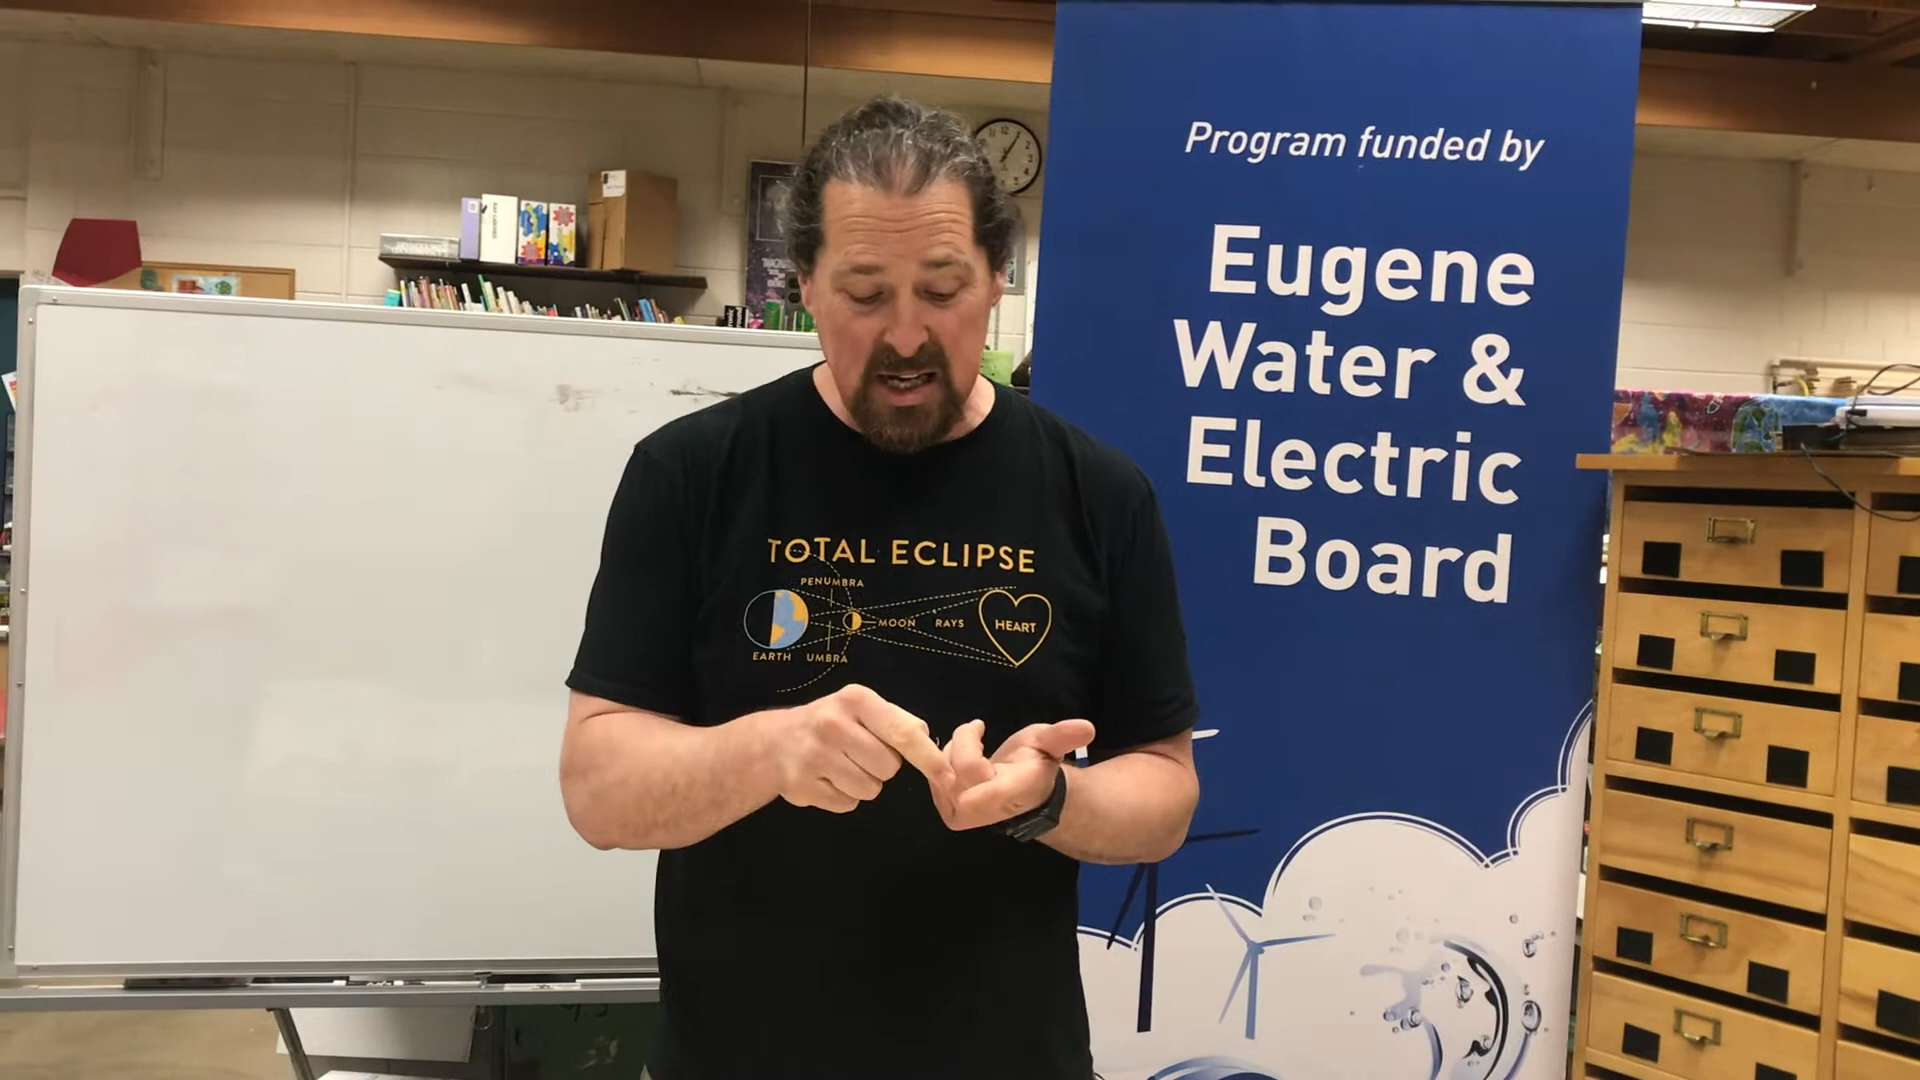 Program funded by
Eugene
Water &
Electric
Board
TOTAL ECLIPSE
PENUMBRA
MOON RAYS
HEART
EARTH UMBRA